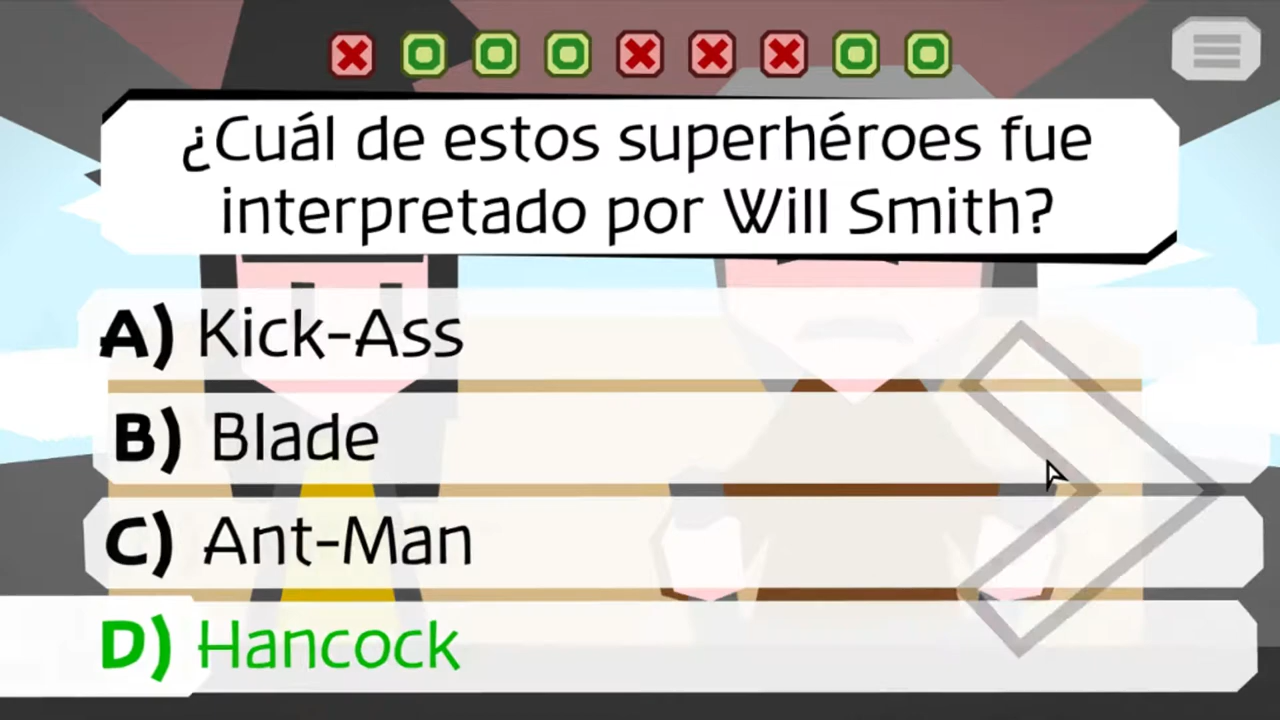 ¿Cuál de estos superhéroes fue
interpretado por Will Smith?
A) Kick-Ass
B) Blade
C) Ant-Man
D) Hancock